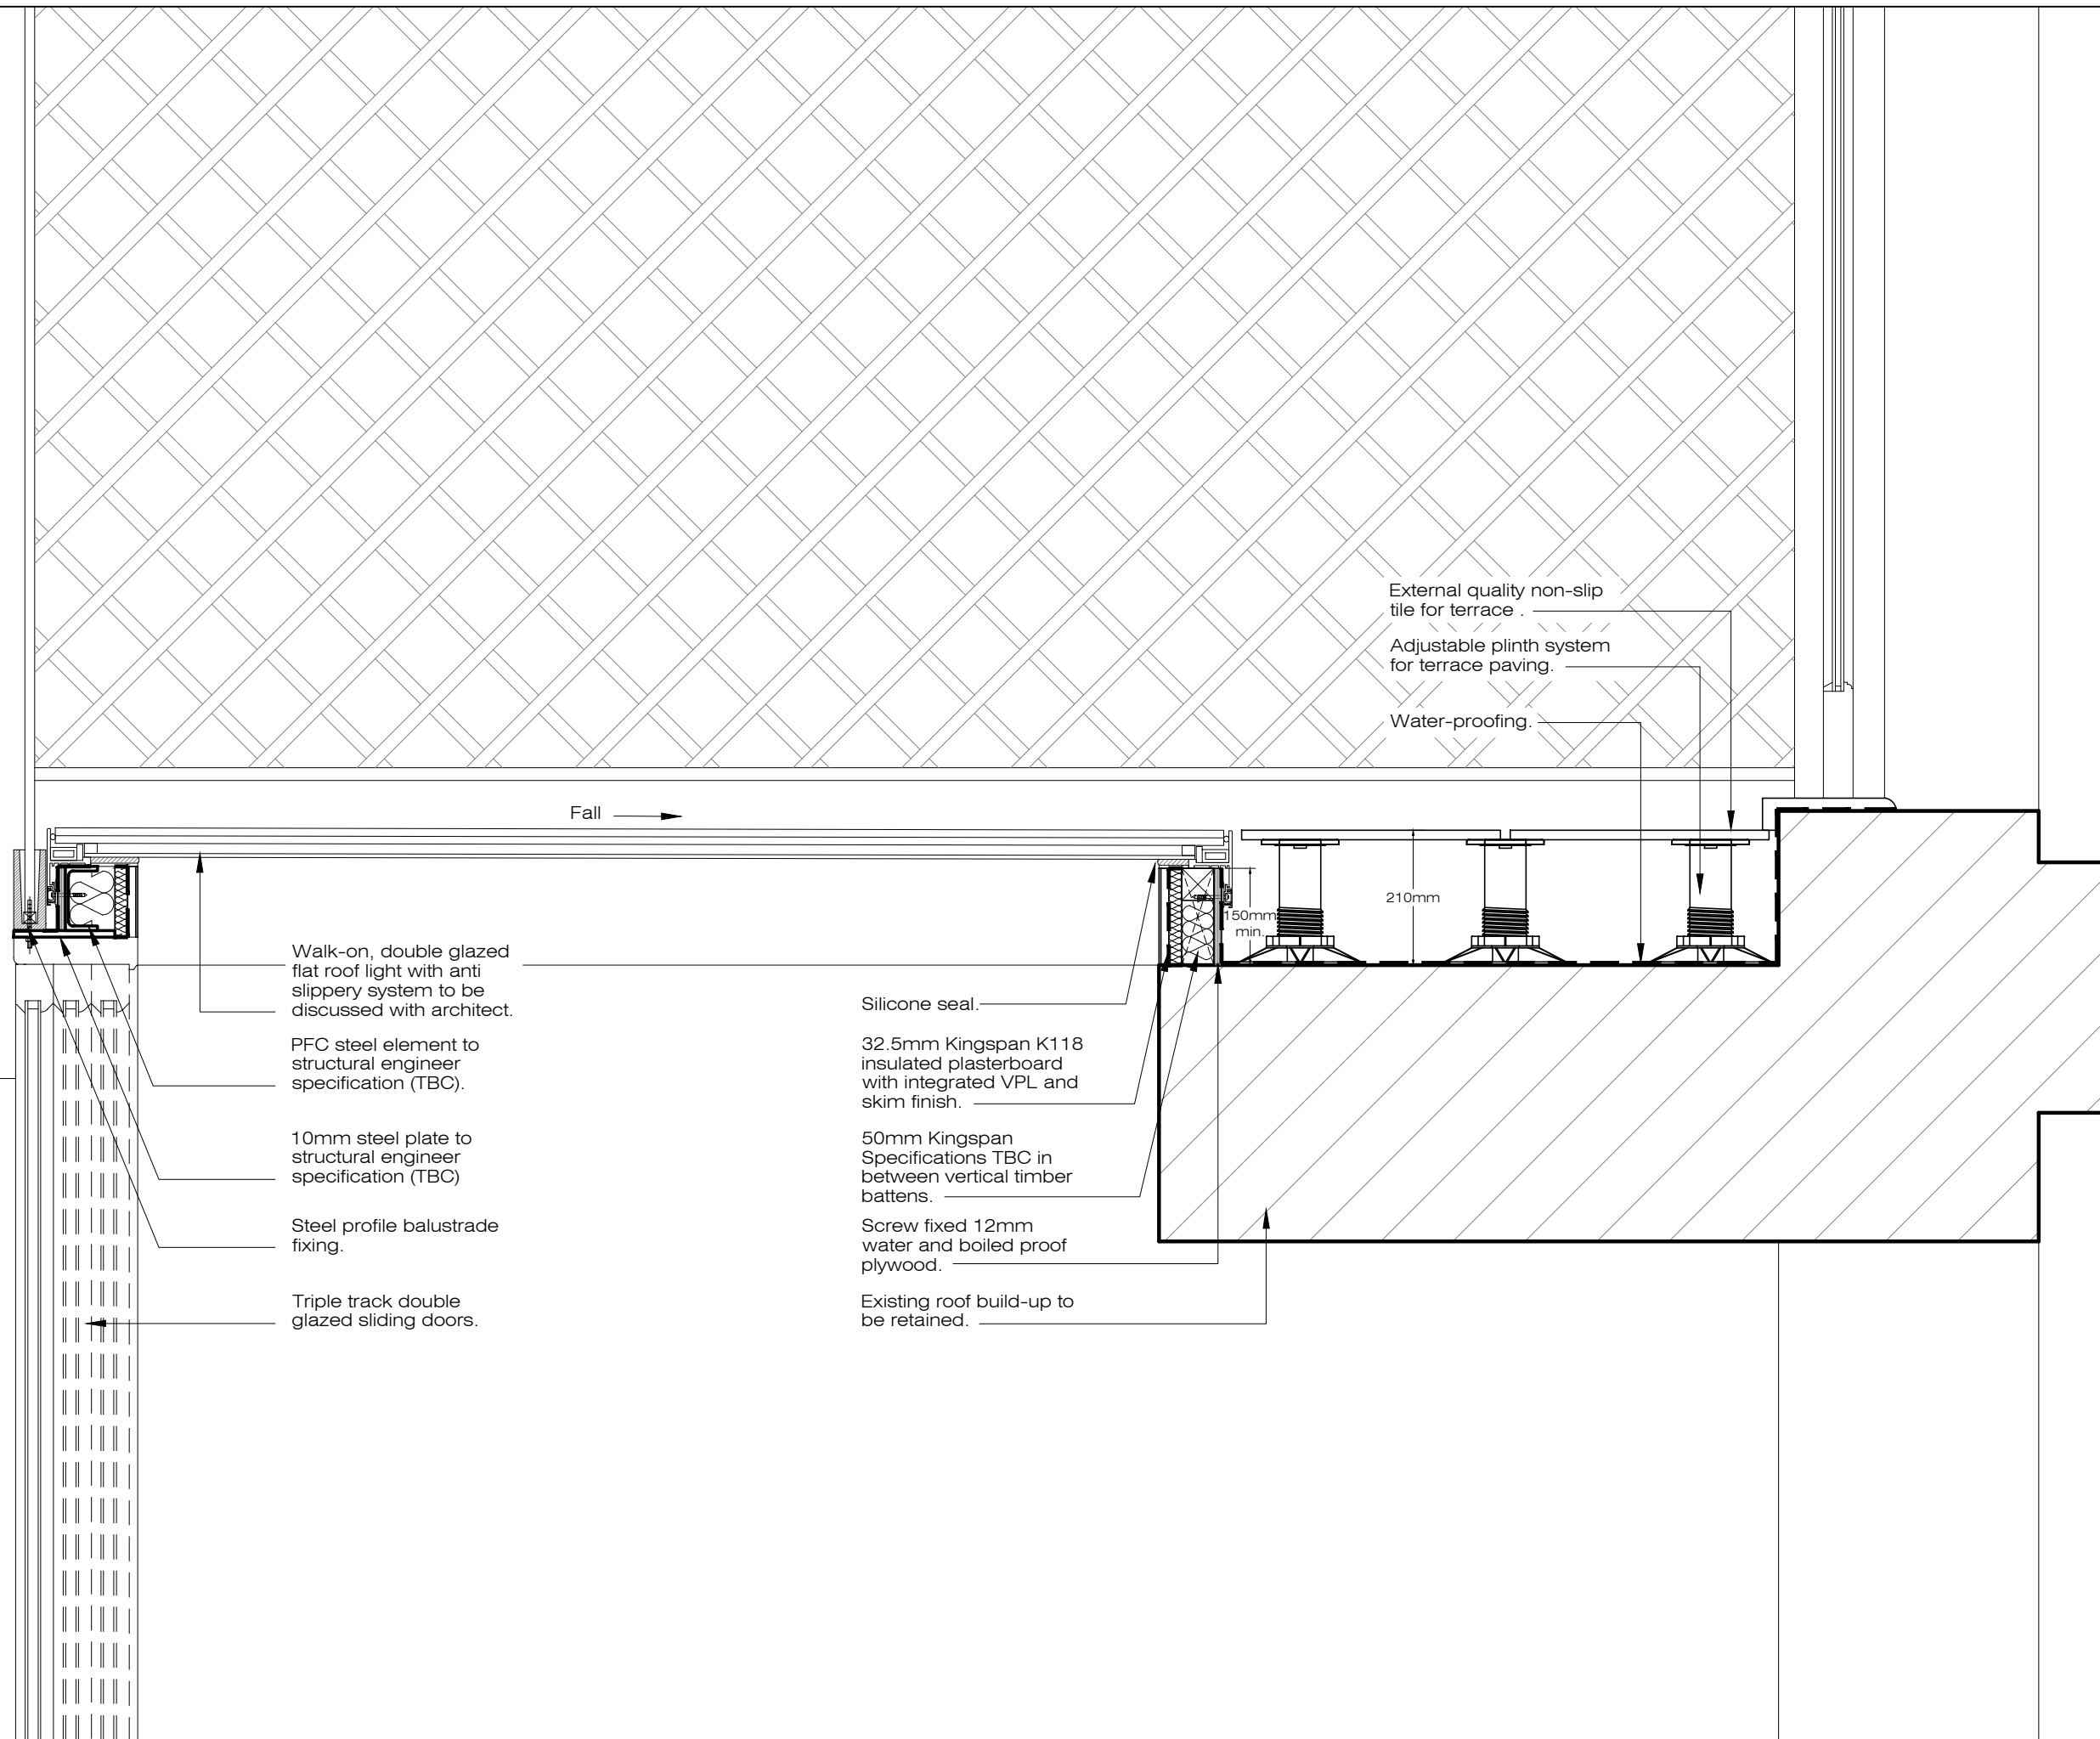 External quality non-slip
tile for terrace .
Adjustable plinth system
for terrace paving.
Water-proofing.
Fall
210mm
150mm
min.
Walk-on, double glazed
flat roof light with anti
slippery system to be
discussed with architect.
PFC steel element to
structural engineer
specification (TBC).
10mm steel plate to
structural engineer
specification (TBC)
Steel profile balustrade
fixing.
Triple track double
glazed sliding doors.
Silicone seal.
32.5mm Kingspan K118
insulated plasterboard
with integrated VPL and
skim finish.
50mm Kingspan
Specifications TBC in
between vertical timber
battens.
Screw fixed 12mm
water and boiled proof
plywood.
Existing roof build-up to
be retained.